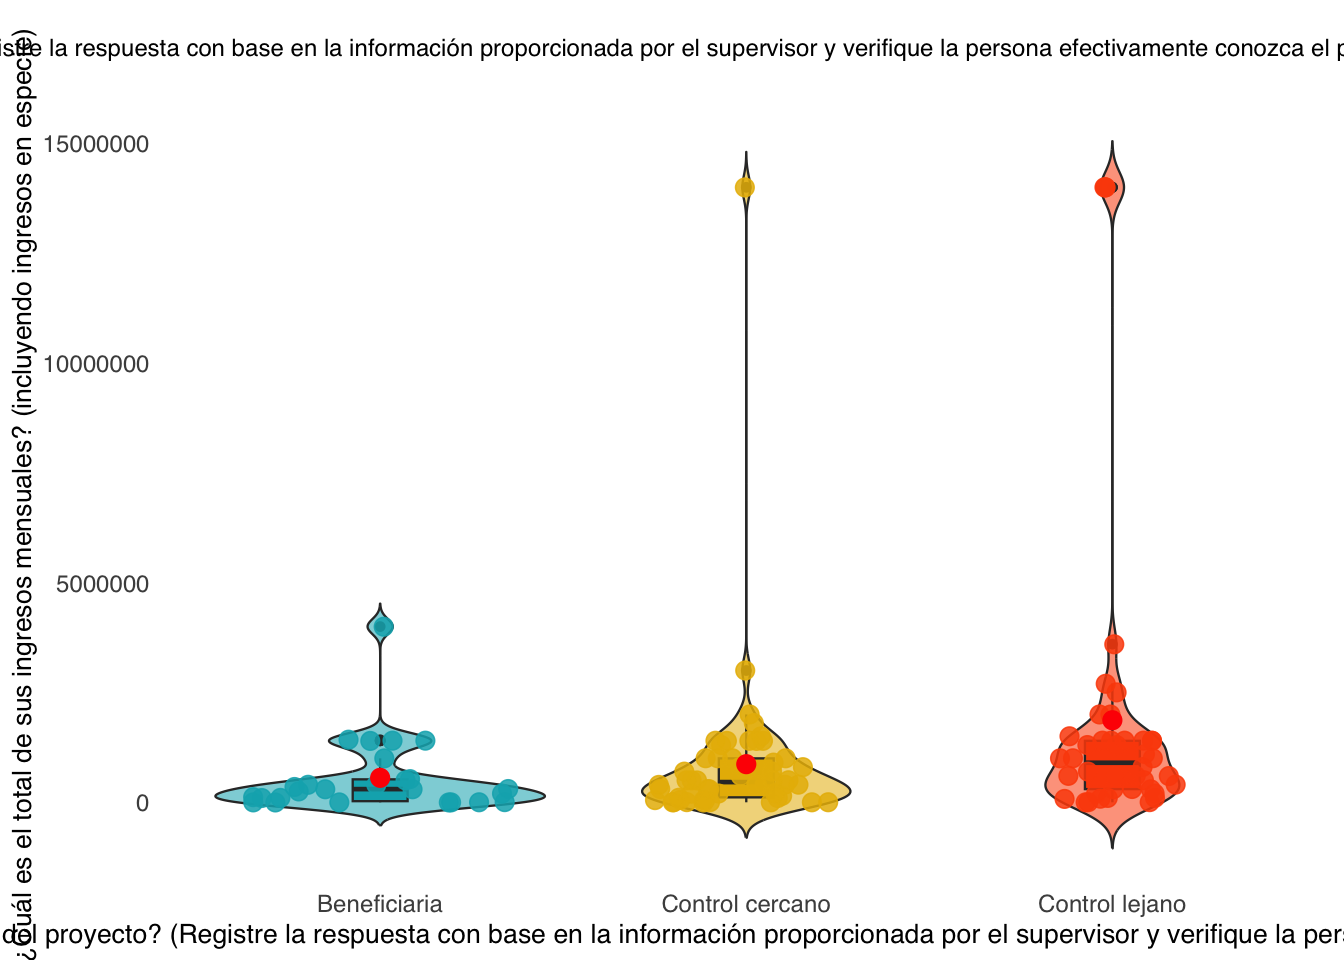 la respuesta con base en la información proporcionada por el supervisor y verifique la persona efectivamente conozca el
¿Cuál es el total de sus ingresos mensuales? (incluyendo ingresos en especie)
15000000
10000000
5000000
0
Beneficiaria Control cercano Control lejano
del proyecto? (Registre la respuesta con base en la información proporcionada por el supervisor y verifique la